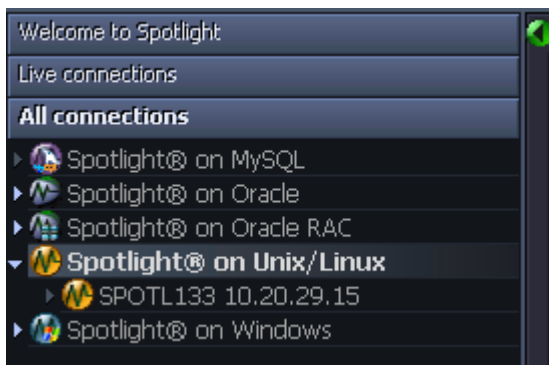 Welcome to Spotlight
Live connections
All connections
Spotlight® on MySQL
Spotlight® on Oracle
Spotlight® on Oracle RAC
Spotlight® on Unix/Linux
SPOTL133 10.20.29.15
Spotlight® on Windows